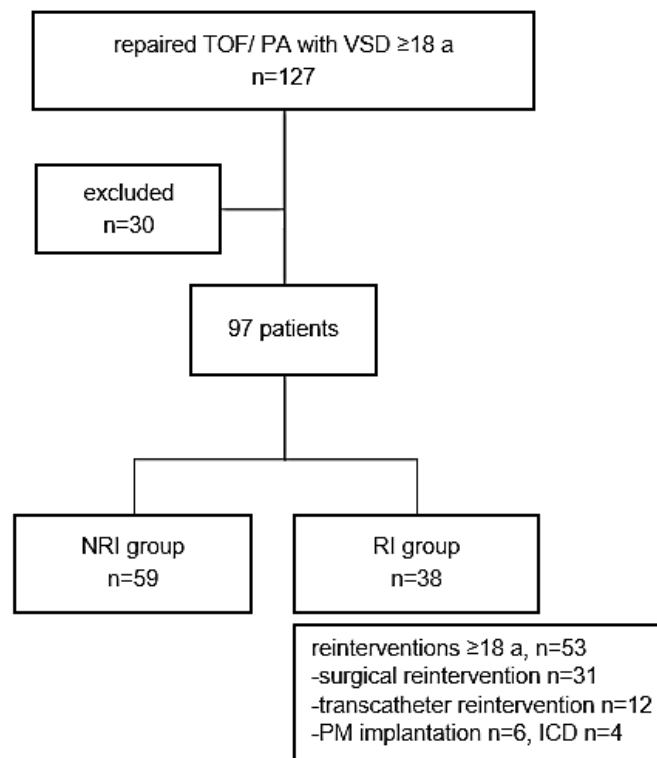 repaired TOF/ PA with VSD ≥18 a
n=127
excluded
n=30
97 patients
NRI group
n=59
RI group
n=38
reinterventions ≥18 a, n=53
-surgical reintervention n=31
-transcatheter reintervention n=12
-PM implantation n=6, ICD n=4